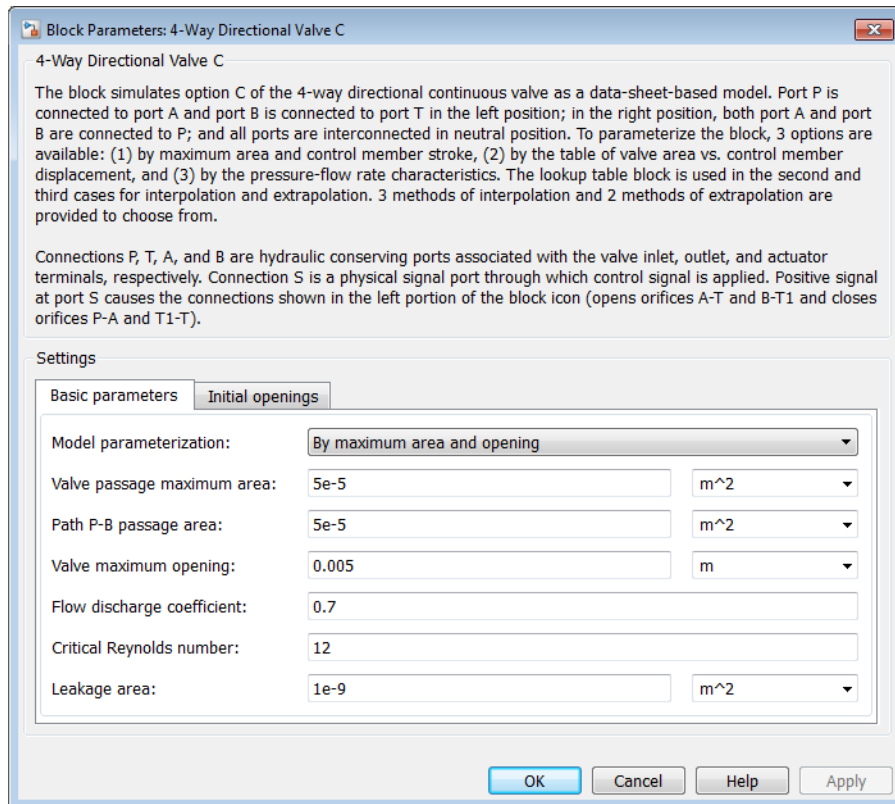 Block Parameters: 4-Way Directional Valve C
4-Way Directional Valve C
The block simulates option C of the 4-way directional continuous valve as a data-sheet-based model. Port P is
connected to port A and port B is connected to port T in the left position; in the right position, both port A and port
B are connected to P; and all ports are interconnected in neutral position. To parameterize the block, 3 options are
available: (1) by maximum area and control member stroke, (2) by the table of valve area vs. control member
displacement, and (3) by the pressure-flow rate characteristics. The lookup table block is used in the second and
third cases for interpolation and extrapolation. 3 methods of interpolation and 2 methods of extrapolation are
provided to choose from.
Connections P, T, A, and B are hydraulic conserving ports associated with the valve inlet, outlet, and actuator
terminals, respectively. Connection S is a physical signal port through which control signal is applied. Positive signal
at port S causes the connections shown in the left portion of the block icon (opens orifices A-T and B-T1 and closes
orifices P-A and T1-T).
Settings
Basic parameters Initial openings
Model parameterization: By maximum area and opening
Valve passage maximum area: 5e-5 m^2
Path P-B passage area: 5e-5 m^2
Valve maximum opening: 0.005 m
Flow discharge coefficient: 0.7
Critical Reynolds number: 12
Leakage area: 1e-9 m^2
OK Cancel Help Apply